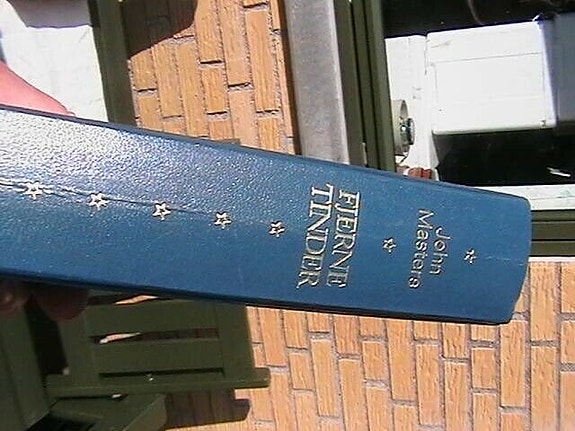 John
Masters
FJERNE
TINDER